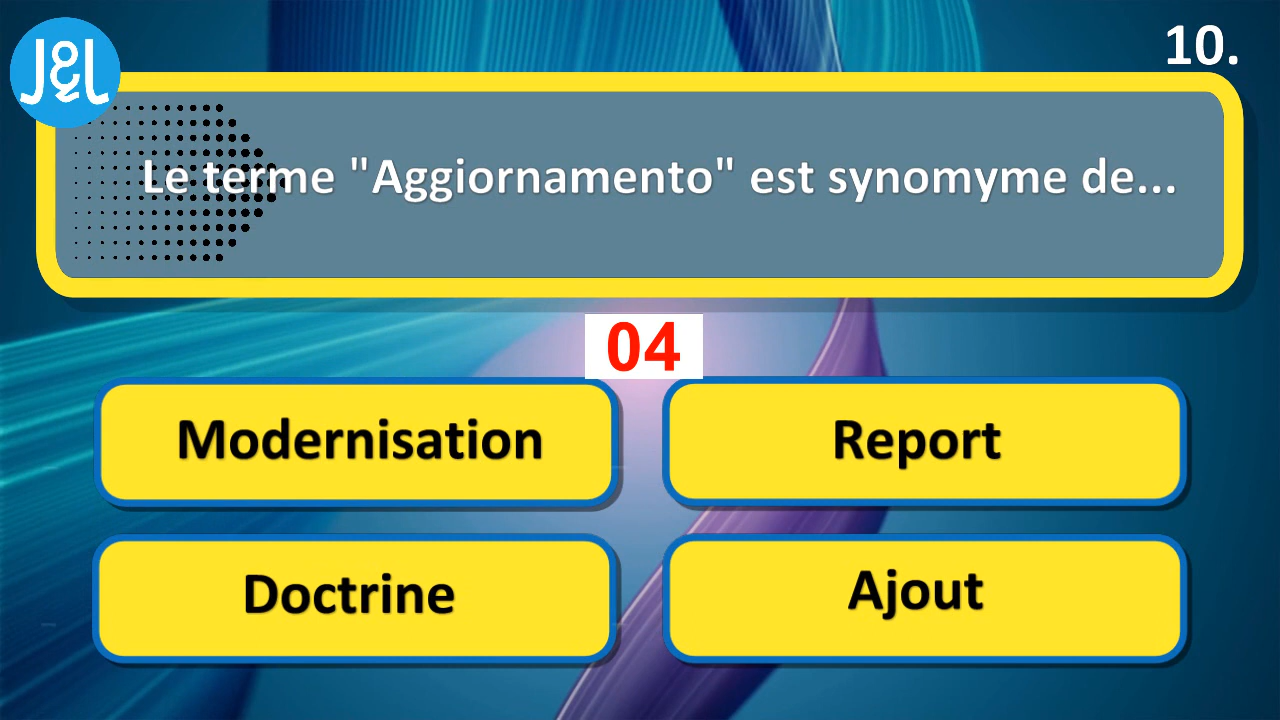 J&L
10.
Le terme "Aggiornamento" est synomyme de...
04
Modernisation
Report
Doctrine
Ajout